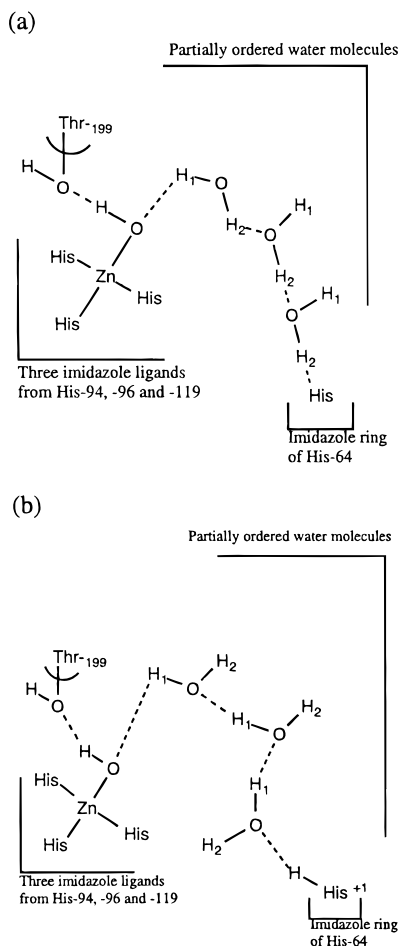 (a)
Partially ordered water molecules
Thr-199
H
O
H
H1
O
O
H2
O
H1
His
Zn
His
His
H2
O
H1
H2
His
Three imidazole ligands
from His-94, -96 and -119
Imidazole ring
of His-64
(b)
Partially ordered water molecules
Thr-199
H
O
H1
O
H2
H1
O
H2
H
O
His
Zn
His
His
H1
O
H2
H
His +1
Three imidazole ligands
from His-94, -96 and -119
Imidazole ring
of His-64